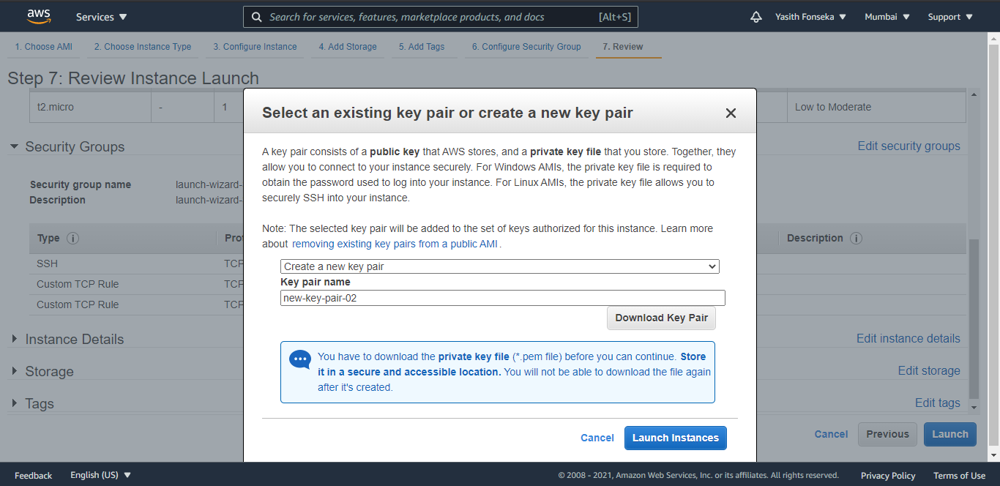 aws
Services
Search for services, features, marketplace products, and docs
[Alt+S]
Yasith Fonseka
Mumbai
Support
1. Choose AMI
2. Choose Instance Type
3. Configure Instance
4. Add Storage
5. Add Tags
6. Configure Security Group
7. Review
Step 7: Review Instance Launch
t2.micro
-
1
Low to Moderate
Security Groups
Edit security groups
Security group name
launch-wizard-
Description
launch-wizard-
Type
Description
SSH
TCP
Custom TCP Rule
TCP
Custom TCP Rule
TCP
Instance Details
Edit instance details
Storage
Edit storage
Tags
Edit tags
Cancel
Previous
Launch
Select an existing key pair or create a new key pair
A key pair consists of a public key that AWS stores, and a private key file that you store. Together, they
allow you to connect to your instance securely. For Windows AMIs, the private key file is required to
obtain the password used to log into your instance. For Linux AMIs, the private key file allows you to
securely SSH into your instance.
Note: The selected key pair will be added to the set of keys authorized for this instance. Learn more
about removing existing key pairs from a public AMI .
Create a new key pair
Key pair name
new-key-pair-02
Download Key Pair
You have to download the private key file (*.pem file) before you can continue. Store
it in a secure and accessible location. You will not be able to download the file again
after it's created.
Cancel
Launch Instances
Feedback
English (US)
© 2008 - 2021, Amazon Web Services, Inc. or its affiliates. All rights reserved.
Privacy Policy
Terms of Use